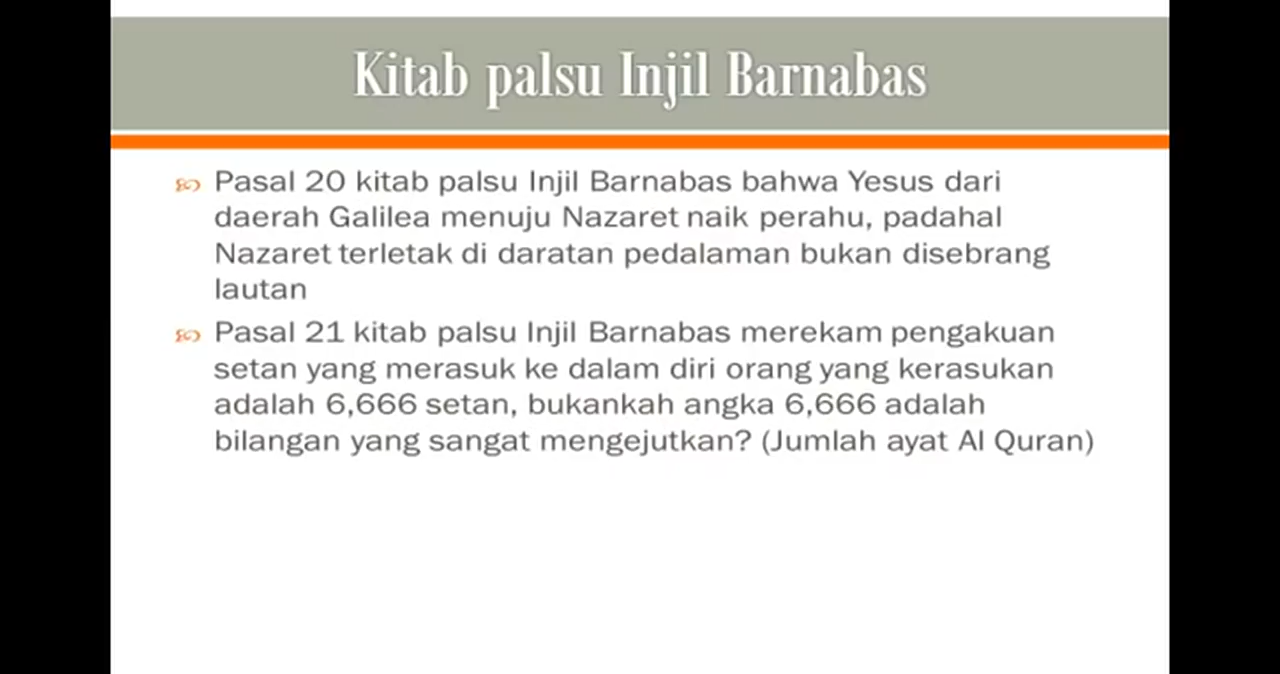 Kitab palsu Injil Barnabas
Pasal 20 kitab palsu Injil Barnabas bahwa Yesus dari
daerah Galilea menuju Nazaret naik perahu, padahal
Nazaret terletak di daratan pedalaman bukan disebrang
lautan
Pasal 21 kitab palsu Injil Barnabas merekam pengakuan
setan yang merasuk ke dalam diri orang yang kerasukan
adalah 6,666 setan, bukankah angka 6,666 adalah
bilangan yang sangat mengejutkan? (Jumlah ayat Al Quran)